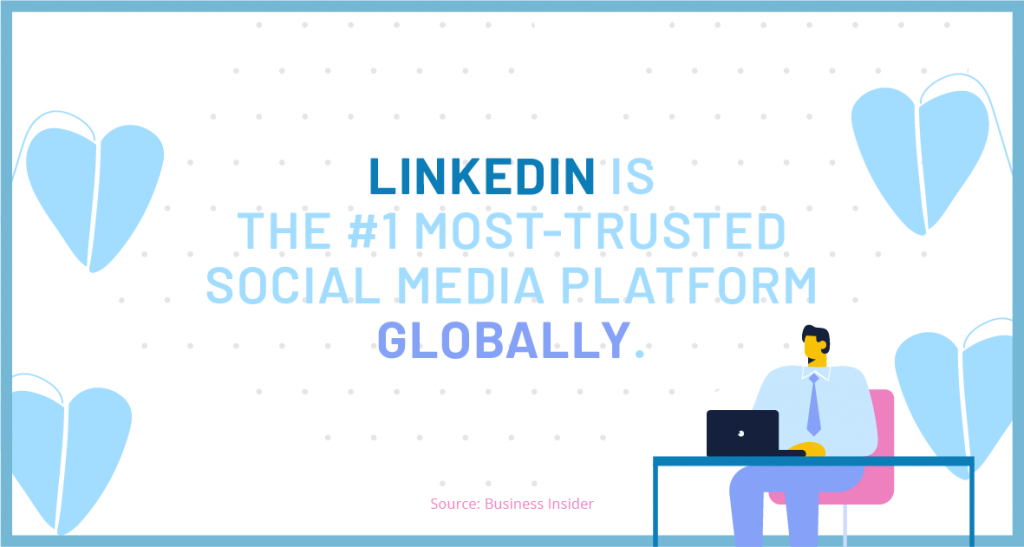 LINKEDIN IS
THE #1 MOST-TRUSTED
SOCIAL MEDIA PLATFORM
GLOBALLY.
Source: Business Insider